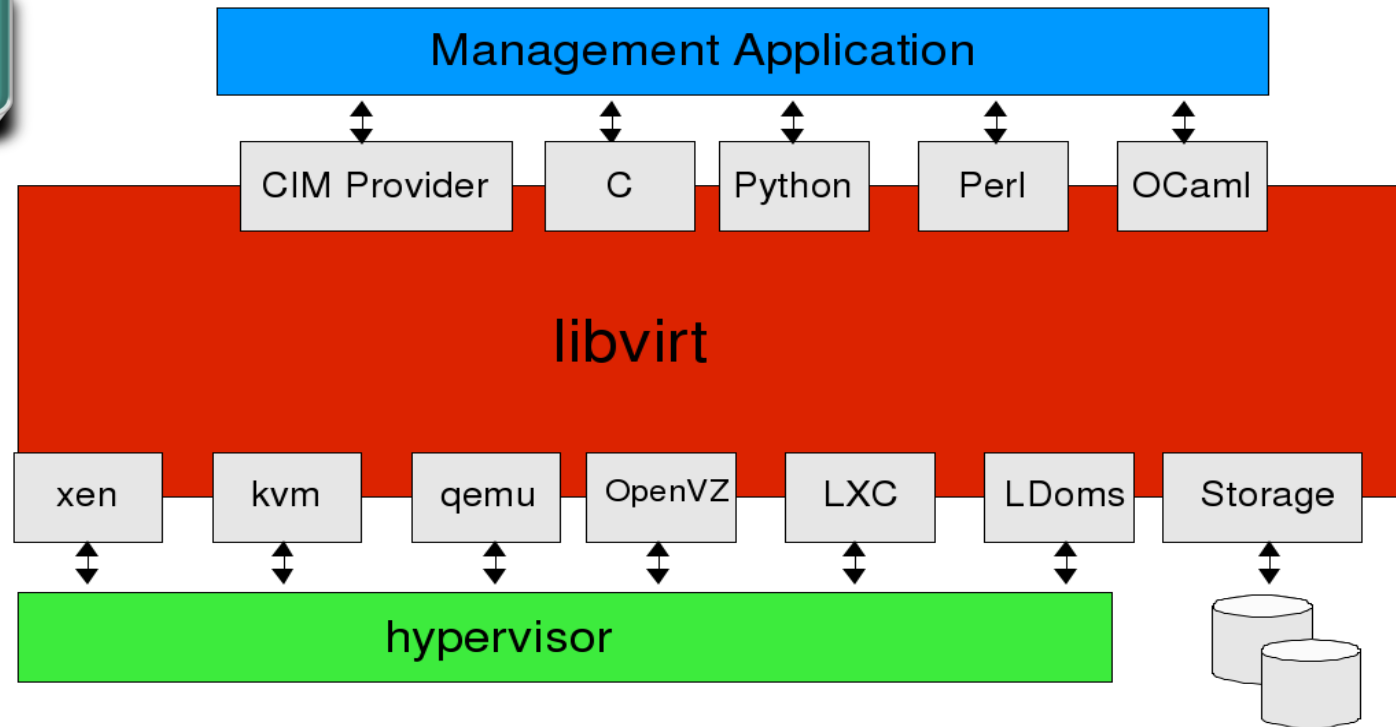 Management Application
CIM Provider
C
Python
Perl
OCaml
libvirt
xen
kvm
qemu
OpenVZ
LXC
LDoms
Storage
hypervisor